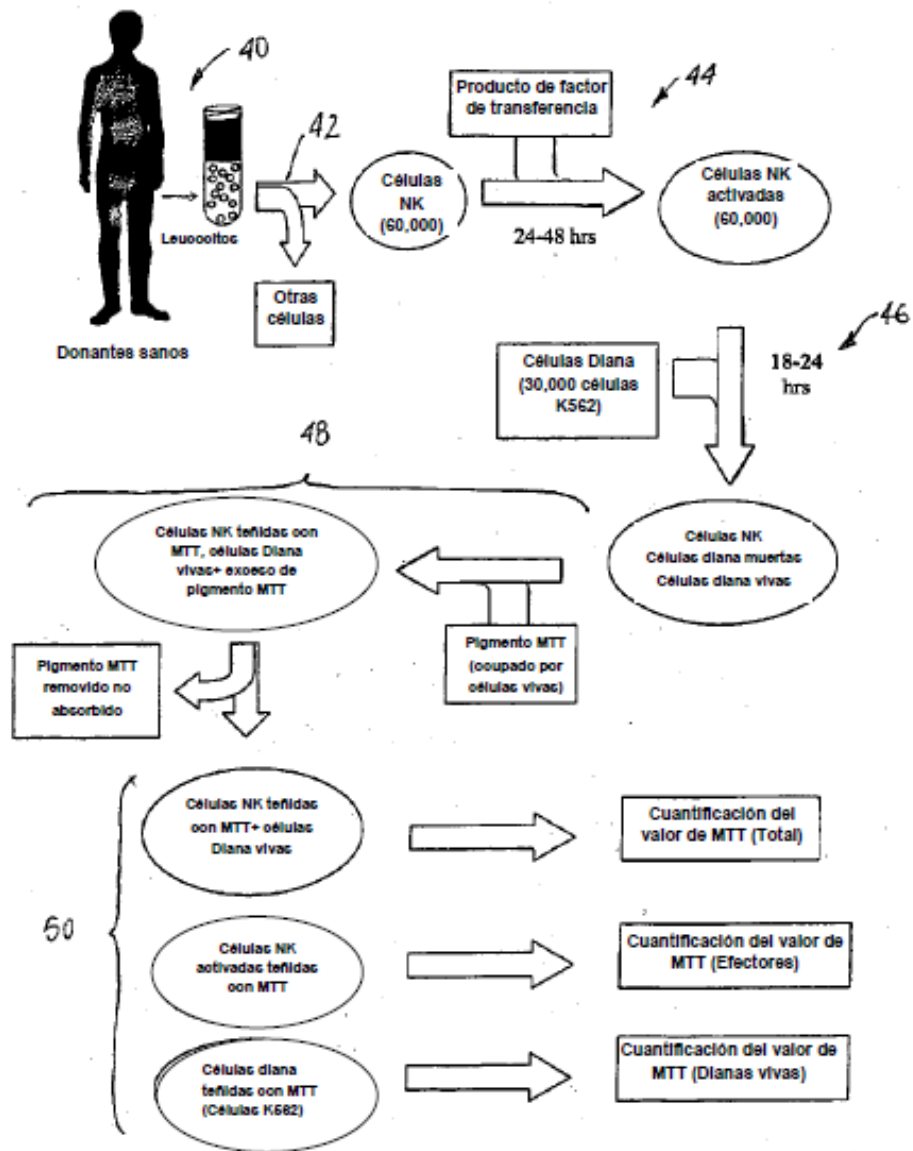 40
42
Producto de factor
de transferencia
44
Células
NK
(60,000)
24-48 hrs
Células NK
activadas
(60,000)
Leucocitos
Otras
células
Donantes sanos
Células Diana
(30,000 células
K562)
18-24
hrs
46
48
Células NK teñidas con
MTT, células Diana
vivas+ exceso de
pigmento MTT
Células NK
Células diana muertas
Células diana vivas
Pigmento MTT
(ocupado por
células vivas)
Pigmento MTT
removido no
absorbido
50
Células NK teñidas
con MTT+ células
Diana vivas
Cuantificación del
valor de MTT (Total)
Células NK
activadas teñidas
con MTT
Cuantificación del valor de
MTT (Efectores)
Células diana
teñidas con MTT
(Células K562)
Cuantificación del valor de
MTT (Dianas vivas)